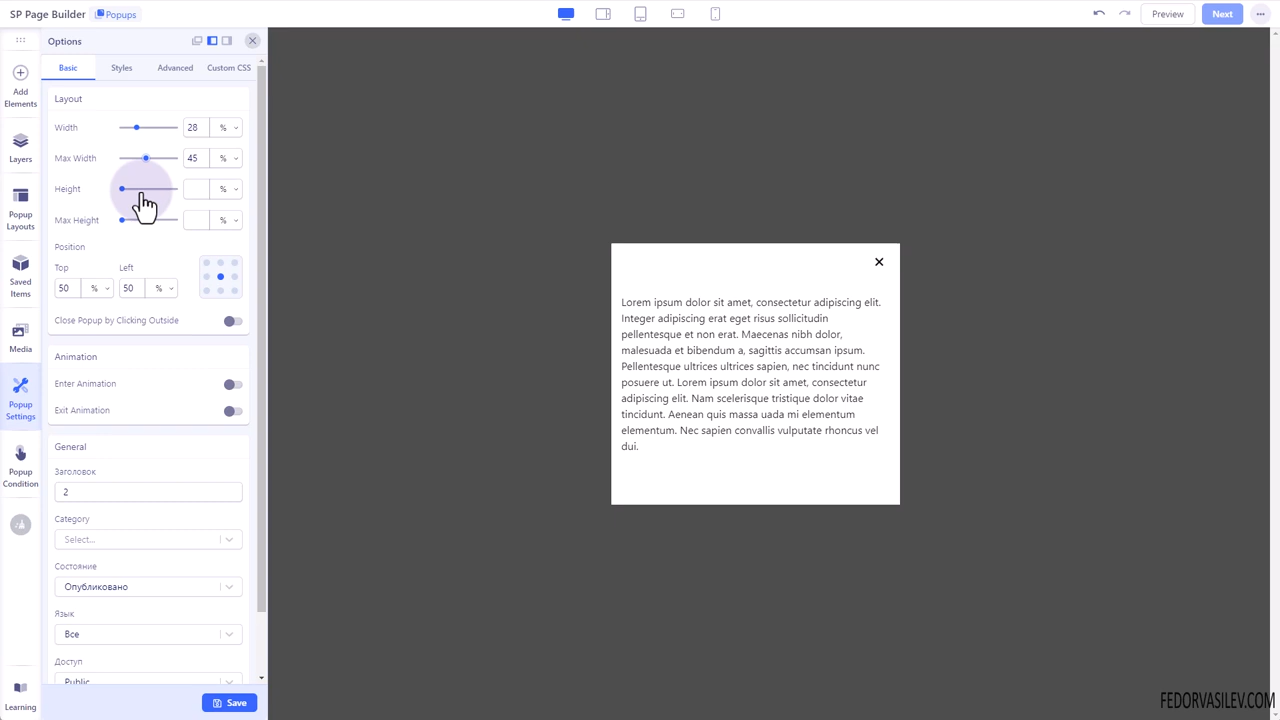 SP Page Builder
Popups
Preview
Next
Options
Basic
Styles
Advanced
Custom CSS
Add
Elements
Layers
Popup
Layouts
Saved
Items
Media
Popup
Settings
Popup
Condition
Learning
Layout
Width
28
%
Max Width
45
%
Height
%
Max Height
%
Position
Top
Left
50
%
50
%
Close Popup by Clicking Outside
Animation
Enter Animation
Exit Animation
General
Заголовок
2
Category
Select...
Состояние
Опубликовано
Язык
Все
Доступ
Public
Save
Lorem ipsum dolor sit amet, consectetur adipiscing elit.
Integer adipiscing erat eget risus sollicitudin
pellentesque et non erat. Maecenas nibh dolor,
malesuada et bibendum a, sagittis accumsan ipsum.
Pellentesque ultrices ultrices sapien, nec tincidunt nunc
posuere ut. Lorem ipsum dolor sit amet, consectetur
adipiscing elit. Nam scelerisque tristique dolor vitae
tincidunt. Aenean quis massa uada mi elementum
elementum. Nec sapien convallis vulputate rhoncus vel
dui.
FEDORVASILEV.COM